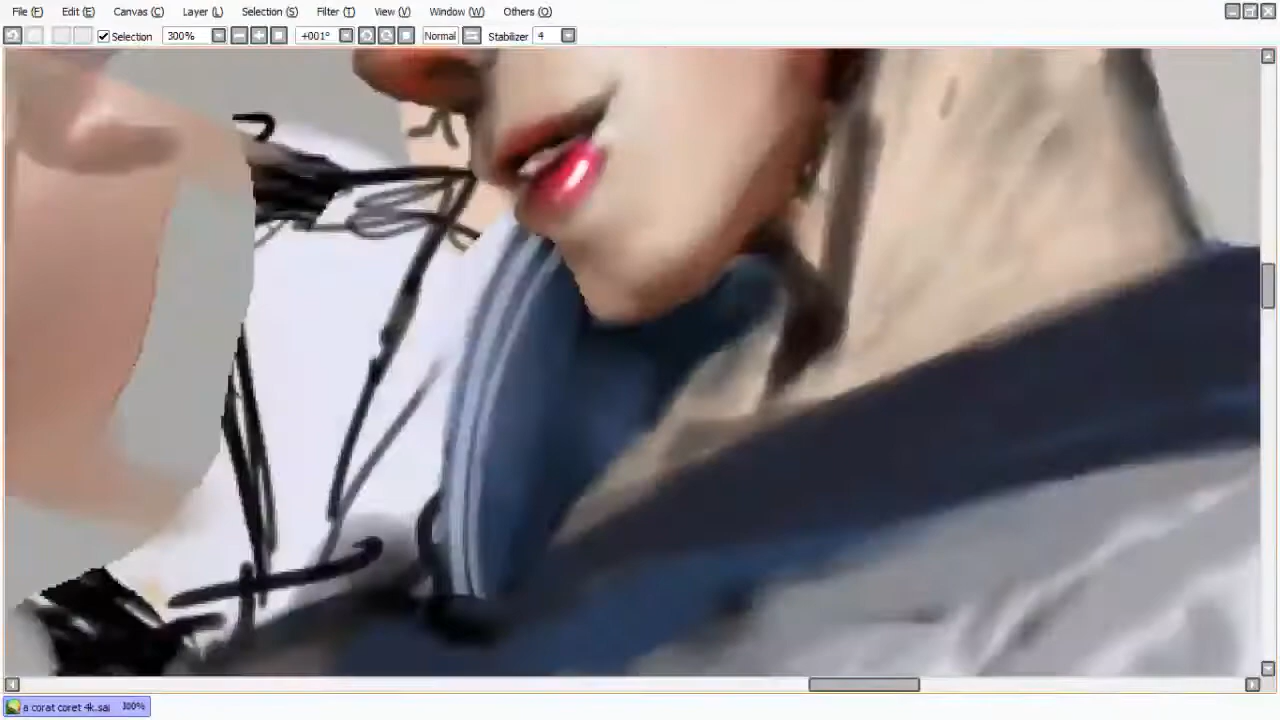 File (F) Edit (E) Canvas (C) Layer (L) Selection (S) Filter (T) View (V) Window (W) Others (O)
Selection 300% +001° Normal Stabilizer 4
a corat coret 4k.sai 300%